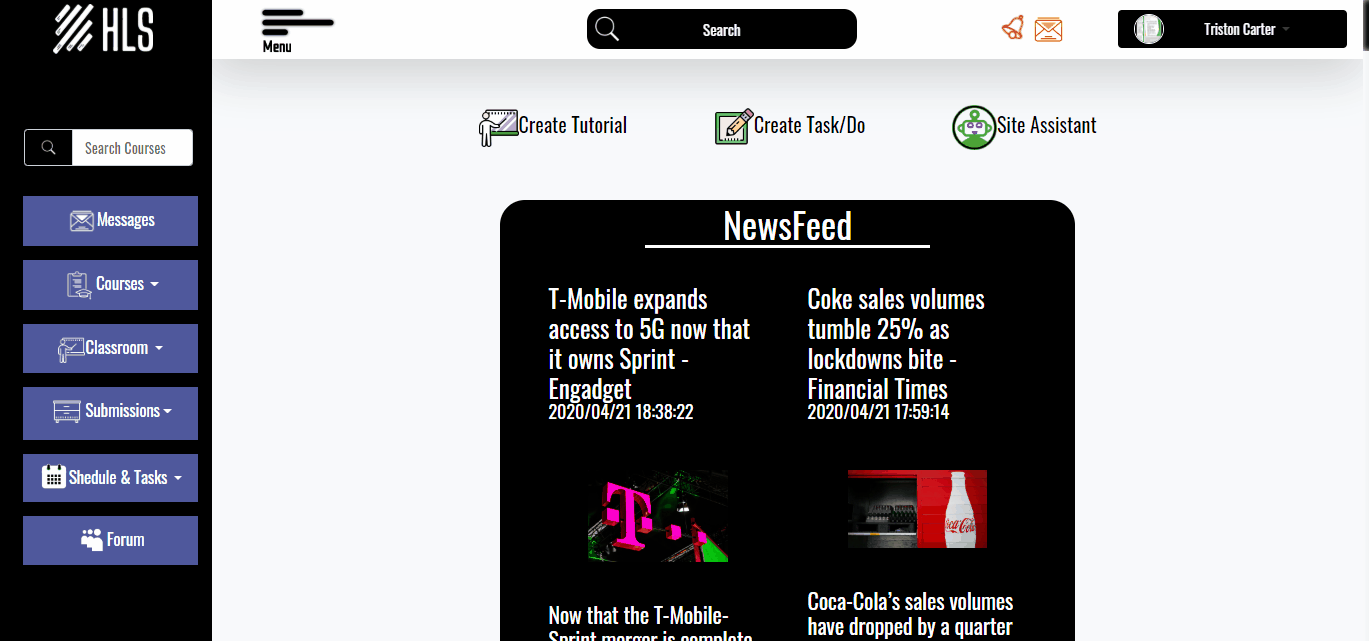 HLS
Menu
Search
Triston Carter
Search Courses
Messages
Courses
Classroom
Submissions
Shedule & Tasks
Forum
Create Tutorial
Create Task/Do
Site Assistant
NewsFeed
T-Mobile expands
access to 5G now that
it owns Sprint -
Engadget
2020/04/21 18:38:22
Coke sales volumes
tumble 25% as
lockdowns bite -
Financial Times
2020/04/21 17:59:14
T
Coca-Cola
Now that the T-Mobile-
Sprint merger is complete
Coca-Cola’s sales volumes
have dropped by a quarter